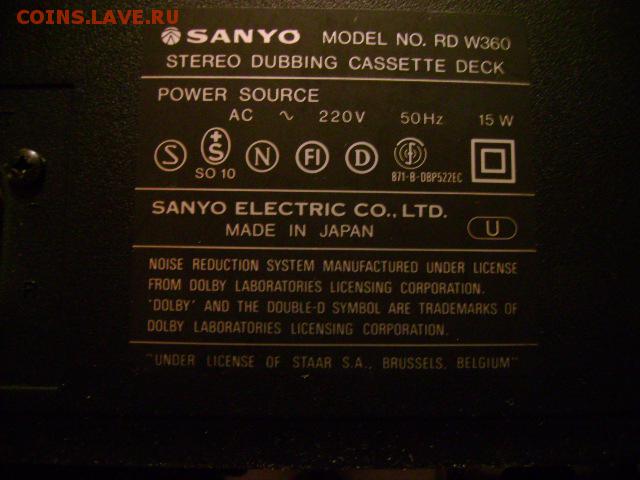 COINS.LAVE.RU
SANYO MODEL NO. RD W360
STEREO DUBBING CASSETTE DECK
POWER SOURCE
AC ~ 220V 50Hz 15W
S +S N FI D
SO 10 871-B-DBP522EC
SANYO ELECTRIC CO., LTD.
MADE IN JAPAN U
NOISE REDUCTION SYSTEM MANUFACTURED UNDER LICENSE
FROM DOLBY LABORATORIES LICENSING CORPORATION.
'DOLBY' AND THE DOUBLE-D SYMBOL ARE TRADEMARKS OF
DOLBY LABORATORIES LICENSING CORPORATION.
"UNDER LICENSE OF STAAR S.A., BRUSSELS, BELGIUM"